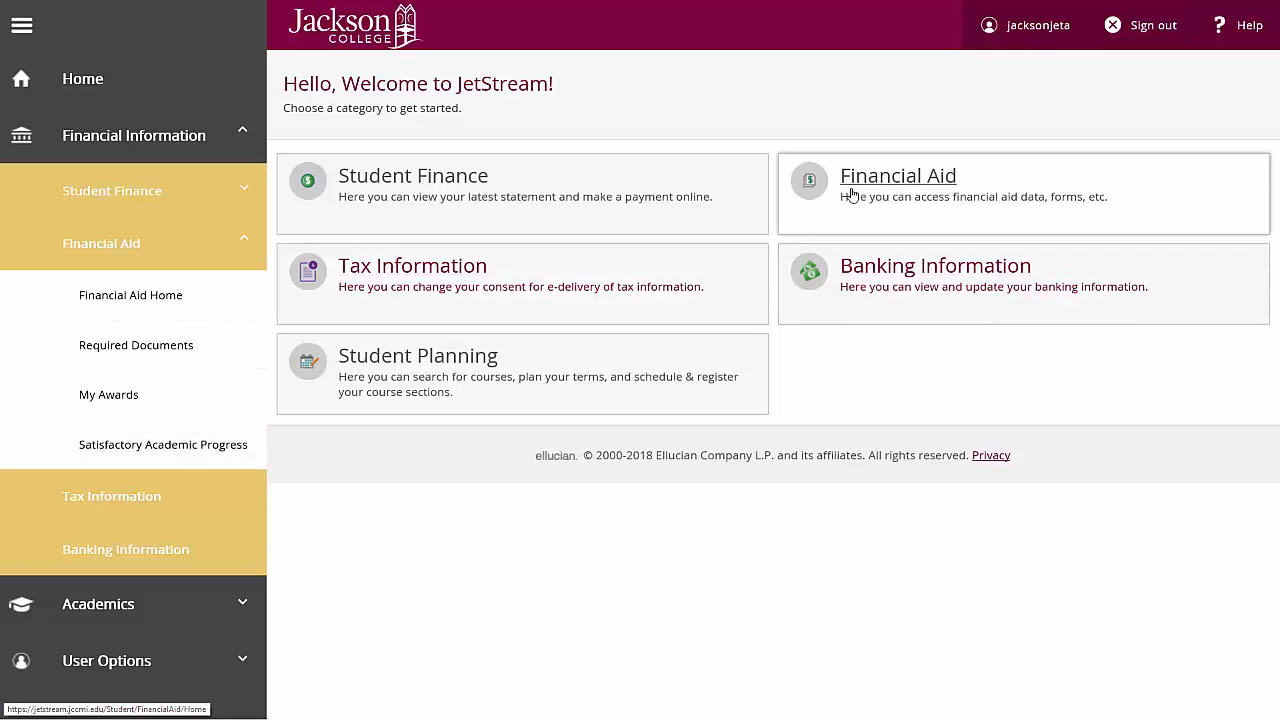 Jackson
COLLEGE
jacksonjeta
Sign out
? Help
Home
Financial Information
Student Finance
Financial Aid
Financial Aid Home
Required Documents
My Awards
Satisfactory Academic Progress
Tax Information
Banking Information
Academics
User Options
https://jetstream.jccmi.edu/Student/FinancialAid/Home
Hello, Welcome to JetStream!
Choose a category to get started.
Student Finance
Here you can view your latest statement and make a payment online.
Financial Aid
Here you can access financial aid data, forms, etc.
Tax Information
Here you can change your consent for e-delivery of tax information.
Banking Information
Here you can view and update your banking information.
Student Planning
Here you can search for courses, plan your terms, and schedule & register
your course sections.
ellucian. © 2000-2018 Ellucian Company L.P. and its affiliates. All rights reserved. Privacy